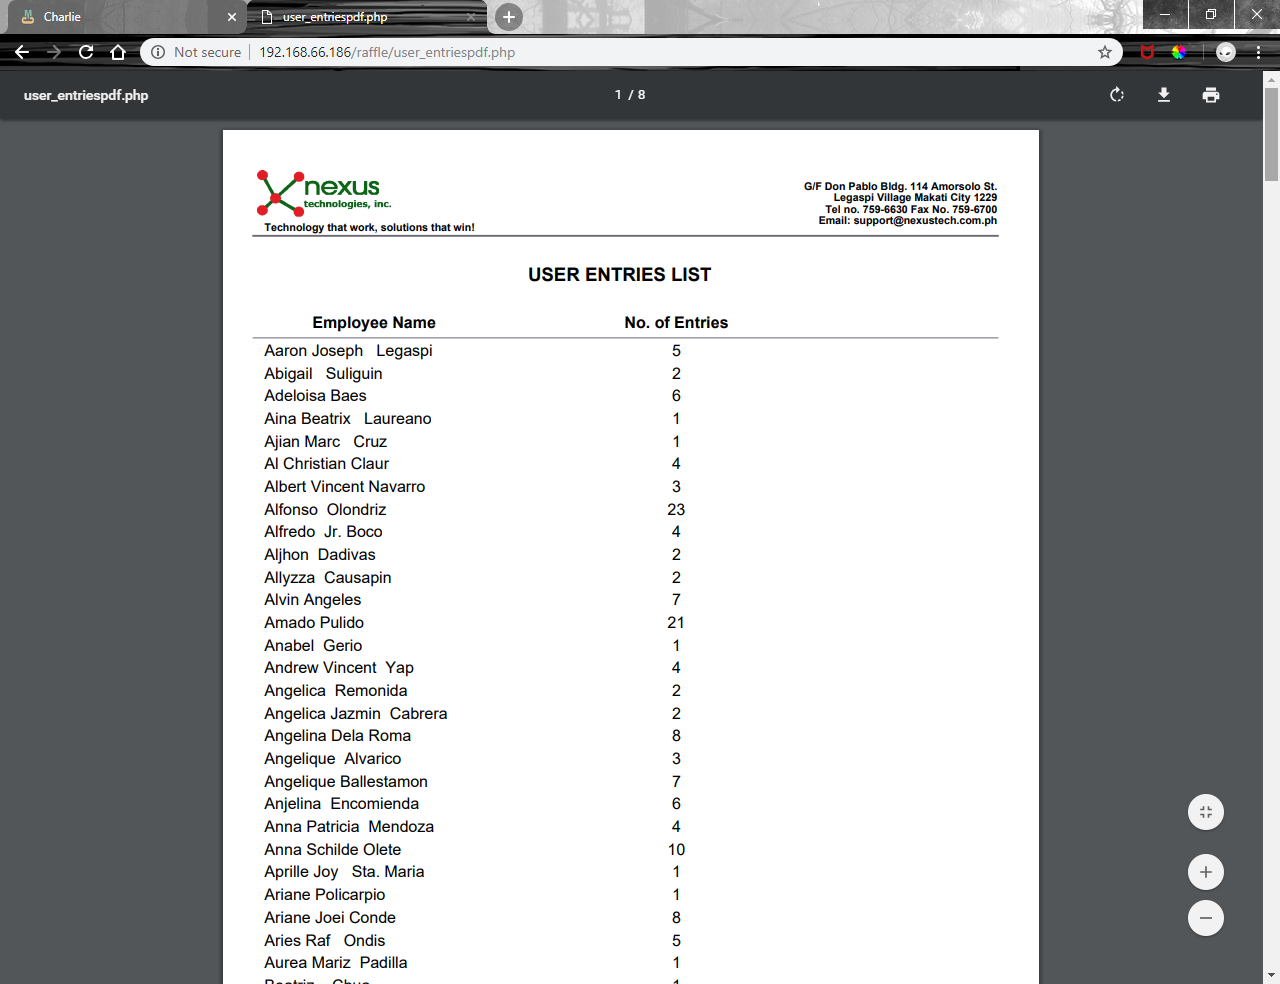 Charlie
user_entriespdf.php
Not secure | 192.168.66.186/raffle/user_entriespdf.php
user_entriespdf.php
1 / 8
nexus
technologies, inc.
Technology that work, solutions that win!
G/F Don Pablo Bldg. 114 Amorsolo St.
Legaspi Village Makati City 1229
Tel no. 759-6630 Fax No. 759-6700
Email: support@nexustech.com.ph
USER ENTRIES LIST
Employee Name No. of Entries
Aaron Joseph Legaspi 5
Abigail Suliguin 2
Adeloisa Baes 6
Aina Beatrix Laureano 1
Ajian Marc Cruz 1
Al Christian Claur 4
Albert Vincent Navarro 3
Alfonso Olondriz 23
Alfredo Jr. Boco 4
Aljhon Dadivas 2
Allyzza Causapin 2
Alvin Angeles 7
Amado Pulido 21
Anabel Gerio 1
Andrew Vincent Yap 4
Angelica Remonida 2
Angelica Jazmin Cabrera 2
Angelina Dela Roma 8
Angelique Alvarico 3
Angelique Ballestamon 7
Anjelina Encomienda 6
Anna Patricia Mendoza 4
Anna Schilde Olete 10
Aprille Joy Sta. Maria 1
Ariane Policarpio 1
Ariane Joei Conde 8
Aries Raf Ondis 5
Aurea Mariz Padilla 1